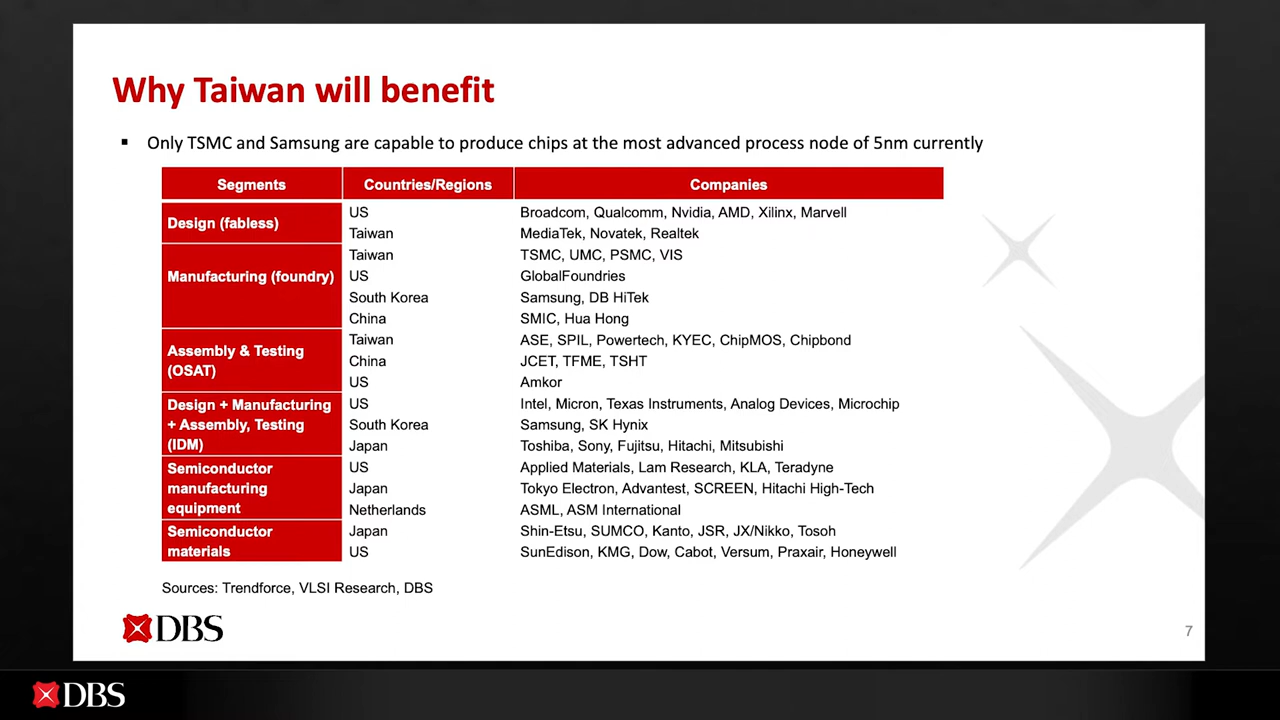 Why Taiwan will benefit
▪ Only TSMC and Samsung are capable to produce chips at the most advanced process node of 5nm currently
Segments Countries/Regions Companies
Design (fabless)
US Broadcom, Qualcomm, Nvidia, AMD, Xilinx, Marvell
Taiwan MediaTek, Novatek, Realtek
Manufacturing (foundry)
Taiwan TSMC, UMC, PSMC, VIS
US GlobalFoundries
South Korea Samsung, DB HiTek
China SMIC, Hua Hong
Assembly & Testing
(OSAT)
Taiwan ASE, SPIL, Powertech, KYEC, ChipMOS, Chipbond
China JCET, TFME, TSHT
US Amkor
Design + Manufacturing
+ Assembly, Testing
(IDM)
US Intel, Micron, Texas Instruments, Analog Devices, Microchip
South Korea Samsung, SK Hynix
Japan Toshiba, Sony, Fujitsu, Hitachi, Mitsubishi
Semiconductor
manufacturing
equipment
US Applied Materials, Lam Research, KLA, Teradyne
Japan Tokyo Electron, Advantest, SCREEN, Hitachi High-Tech
Netherlands ASML, ASM International
Semiconductor
materials
Japan Shin-Etsu, SUMCO, Kanto, JSR, JX/Nikko, Tosoh
US SunEdison, KMG, Dow, Cabot, Versum, Praxair, Honeywell
Sources: Trendforce, VLSI Research, DBS
DBS
7
DBS